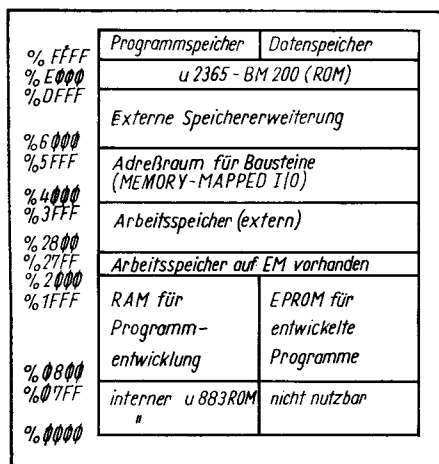 Programmspeicher Datenspeicher
% FFFF
% E000
u 2365 - BM 200 (ROM)
% DFFF
Externe Speichererweiterung
% 6000
% 5FFF
Adreßraum für Bausteine
(MEMORY-MAPPED I/O)
% 4000
% 3FFF
Arbeitsspeicher (extern)
% 2800
% 27FF
Arbeitsspeicher auf EM vorhanden
% 2000
% 1FFF
RAM für
Programm-
entwicklung
EPROM für
entwickelte
Programme
% 0800
% 07FF
interner u 883 ROM
"
nicht nutzbar
% 0000